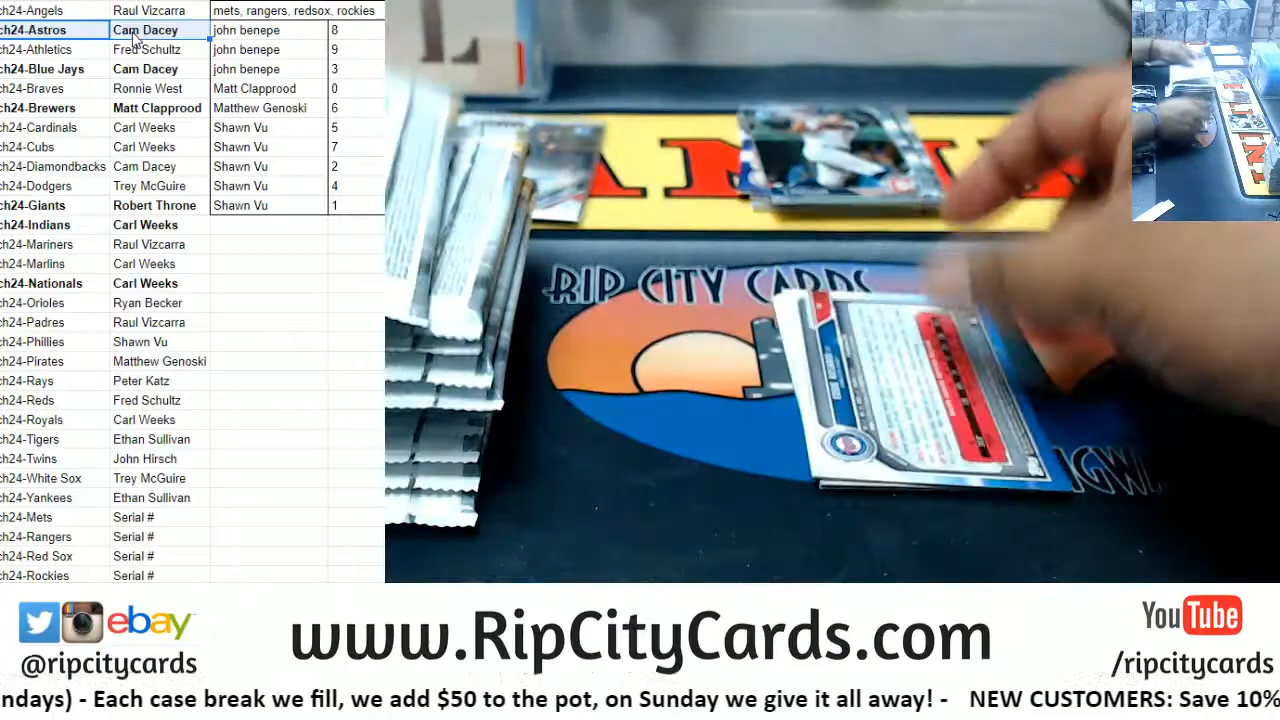 ch24-Angels Raul Vizcarra mets, rangers, redsox, rockies
ch24-Astros Cam Dacey john benepe 8
ch24-Athletics Fred Schultz john benepe 9
ch24-Blue Jays Cam Dacey john benepe 3
ch24-Braves Ronnie West Matt Clapprood 0
ch24-Brewers Matt Clapprood Matthew Genoski 6
ch24-Cardinals Carl Weeks Shawn Vu 5
ch24-Cubs Carl Weeks Shawn Vu 7
ch24-Diamondbacks Cam Dacey Shawn Vu 2
ch24-Dodgers Trey McGuire Shawn Vu 4
ch24-Giants Robert Throne Shawn Vu 1
ch24-Indians Carl Weeks
ch24-Mariners Raul Vizcarra
ch24-Marlins Carl Weeks
ch24-Nationals Carl Weeks
ch24-Orioles Ryan Becker
ch24-Padres Raul Vizcarra
ch24-Phillies Shawn Vu
ch24-Pirates Matthew Genoski
ch24-Rays Peter Katz
ch24-Reds Fred Schultz
ch24-Royals Carl Weeks
ch24-Tigers Ethan Sullivan
ch24-Twins John Hirsch
ch24-White Sox Trey McGuire
ch24-Yankees Ethan Sullivan
ch24-Mets Serial #
ch24-Rangers Serial #
ch24-Red Sox Serial #
ch24-Rockies Serial #
RIP CITY CARDS
ebay
@ripcitycards
www.RipCityCards.com
YouTube
/ripcitycards
ndays) - Each case break we fill, we add $50 to the pot, on Sunday we give it all away! - NEW CUSTOMERS: Save 10%